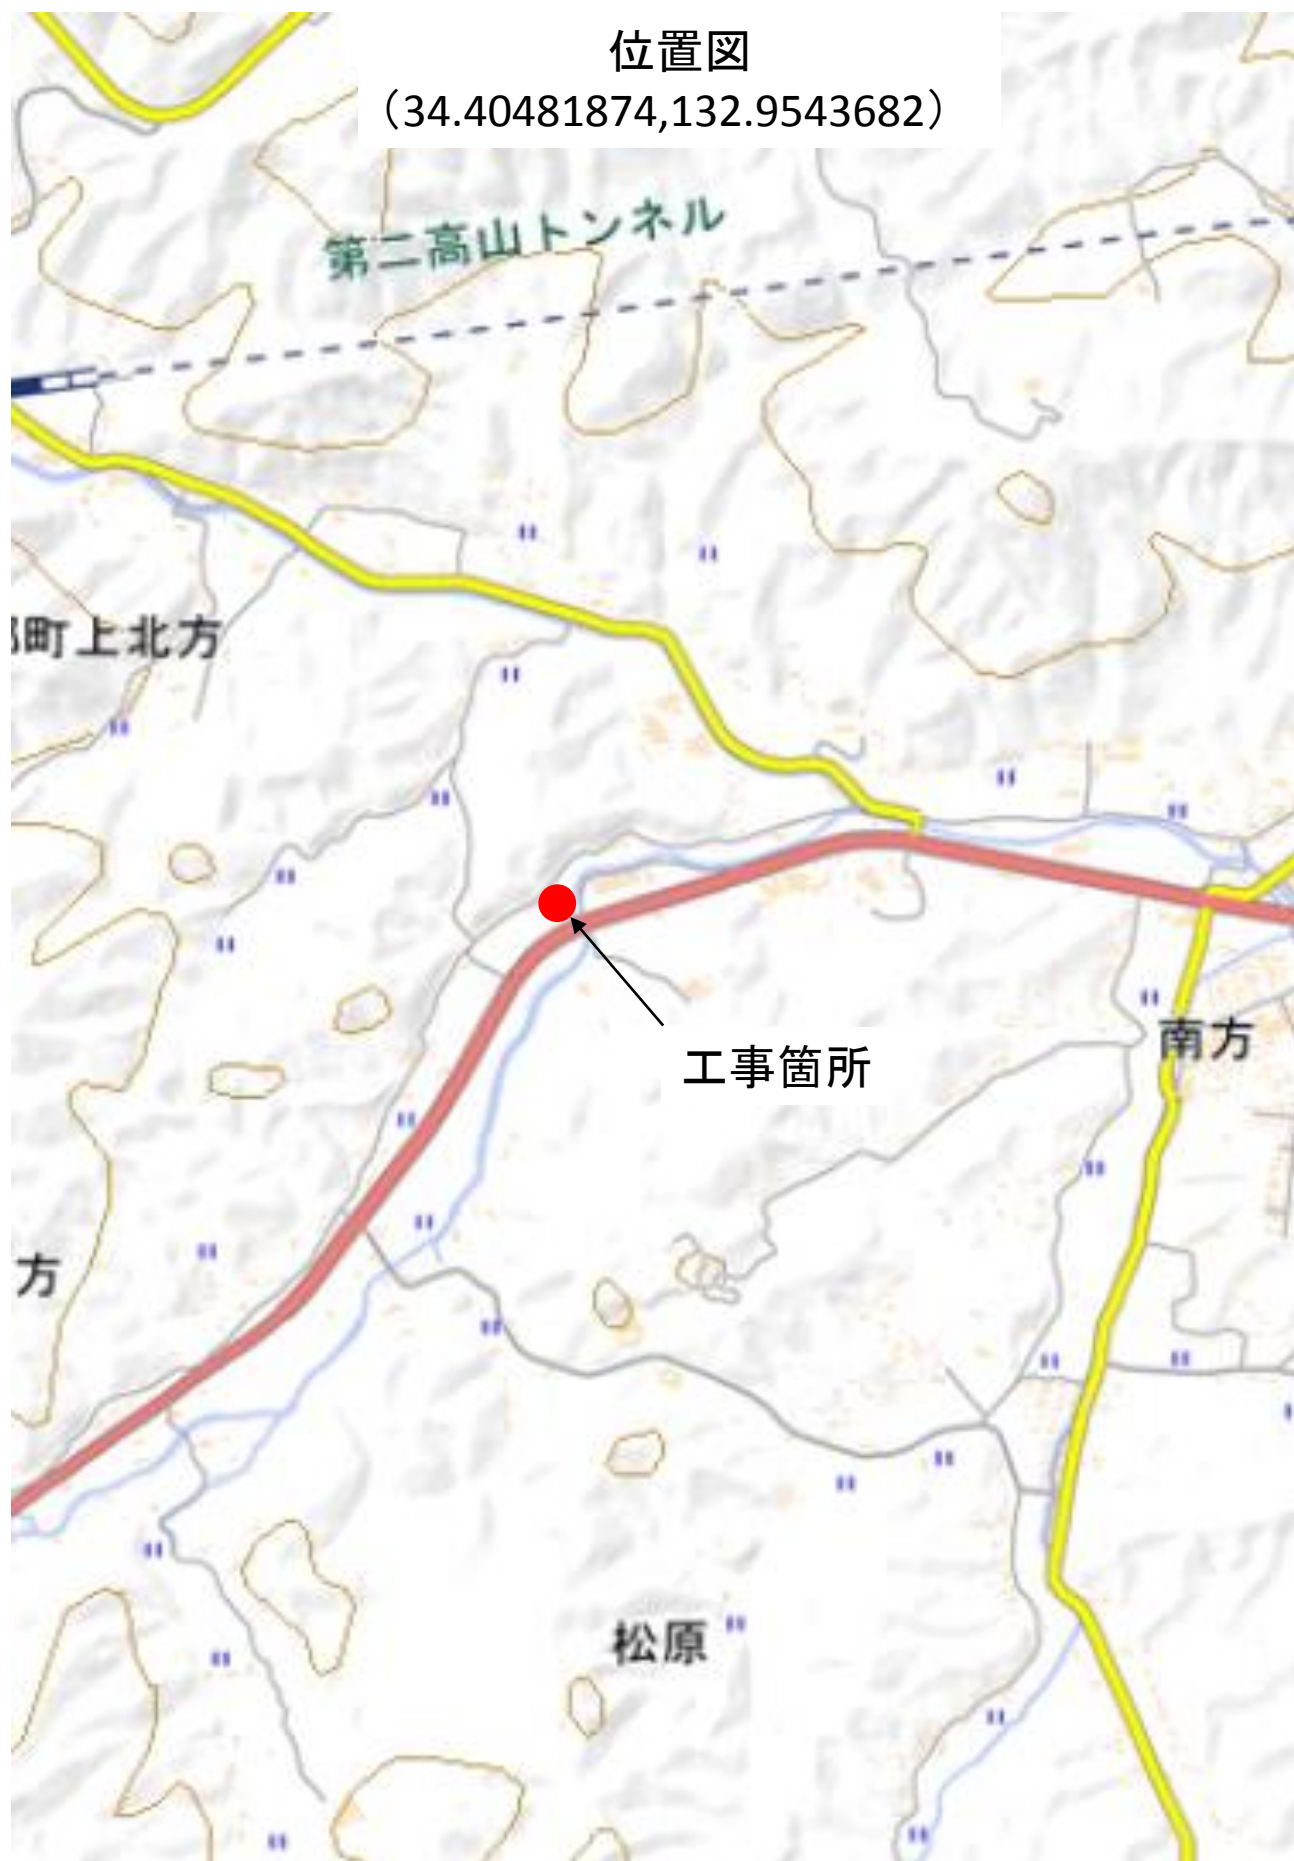 位置図
（34.40481874,132.9543682）
第二高山トンネル
町上北方
工事箇所
南方
方
松原